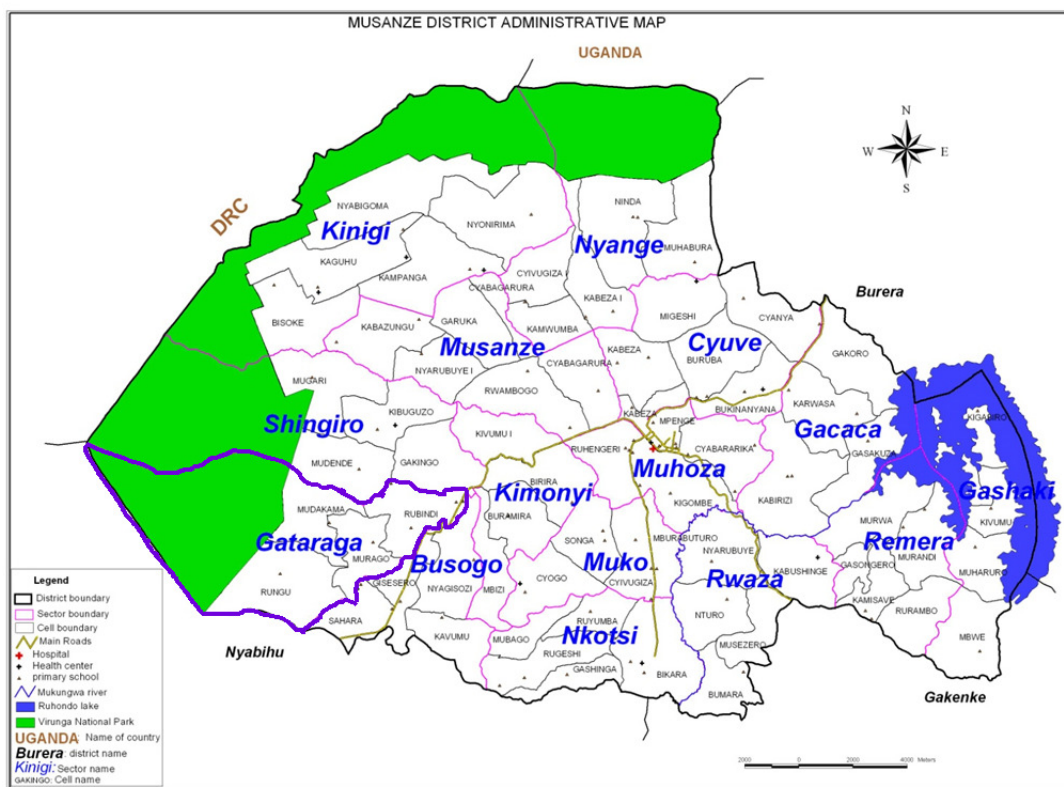 MUSANZE DISTRICT ADMINISTRATIVE MAP
UGANDA
N
W E
S
DRC
NYABIGOMA
NYONIRIMA
NINDA
Kinigi
Nyange
MUHABURA
KAGUHU
KAMPANGA
CYIVUGIZA I
CYABAGARURA
KABEZA I
Burera
BISOKE
KABAZUNGU
GARUKA
KAMWUMBA
MIGESHI
CYANYA
Musanze
Cyuve
GAKORO
NYARUBUYE I
CYABAGARURA
KABEZA
BURUBA
MUGARI
RWAMBOGO
KARWASA
KIBUGUZO
KABEZA
BUKINANYANA
KIGABIRO
Shingiro
KIVUMU I
MPENGE
Gacaca
MUDENDE
GAKINGO
RUHENGERI
CYABARARIKA
GASAKUZA
Muhoza
BIRIRA
Kimonyi
KIGOMBE
KABIRIZI
Gashaki
MUDAKAMA
RUBINDI
BURAMIRA
MURWA
KIVUMU
Gataraga
SONGA
MBURABUTURO
NYARUBUYE
Remera
MURAGO
Busogo
Muko
KABUSHINGE
GASONGERO
MURANDI
GISESERO
CYOGO
CYIVUGIZA
Rwaza
MUHARURO
RUNGU
NYAGISOZI
MBIZI
KAMISAVE
SAHARA
RUYUMBA
NTURO
RURAMBO
KAVUMU
MUBAGO
Nkotsi
MUSEZERO
MBWE
Nyabihu
RUGESHI
GASHINGA
BIKARA
BUMARA
Gakenke
Legend
District boundary
Sector boundary
Cell boundary
Main Roads
Hospital
Health center
primary school
Mukungwa river
Ruhondo lake
Virunga National Park
UGANDA: Name of country
Burera: district name
Kinigi: Sector name
GAKINGO: Cell name
2000 0 2000 4000 Meters